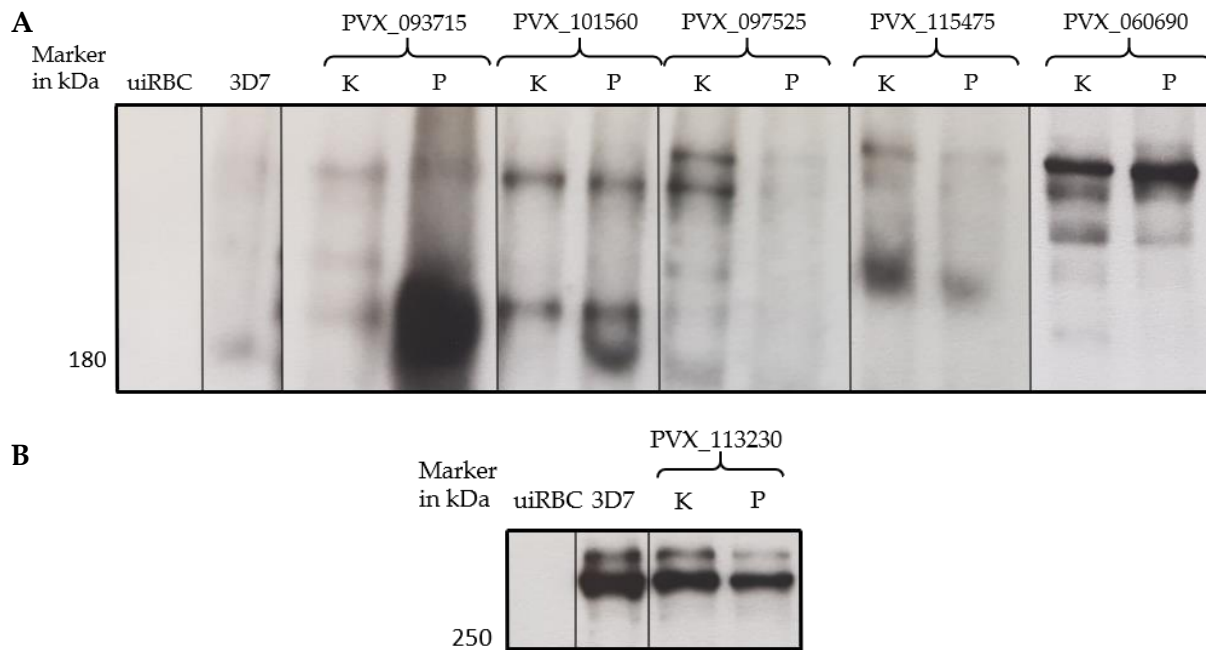 A
PVX_093715 PVX_101560 PVX_097525 PVX_115475 PVX_060690
Marker
in kDa uiRBC 3D7 K P K P K P K P K P
180
B
PVX_113230
Marker
in kDa uiRBC 3D7 K P
250